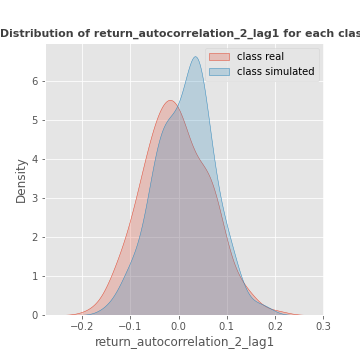 Distribution of return_autocorrelation_2_lag1 for each clas
class real
class simulated
6
5
4
3
2
1
0
Density
−0.2 −0.1 0.0 0.1 0.2 0.3
return_autocorrelation_2_lag1